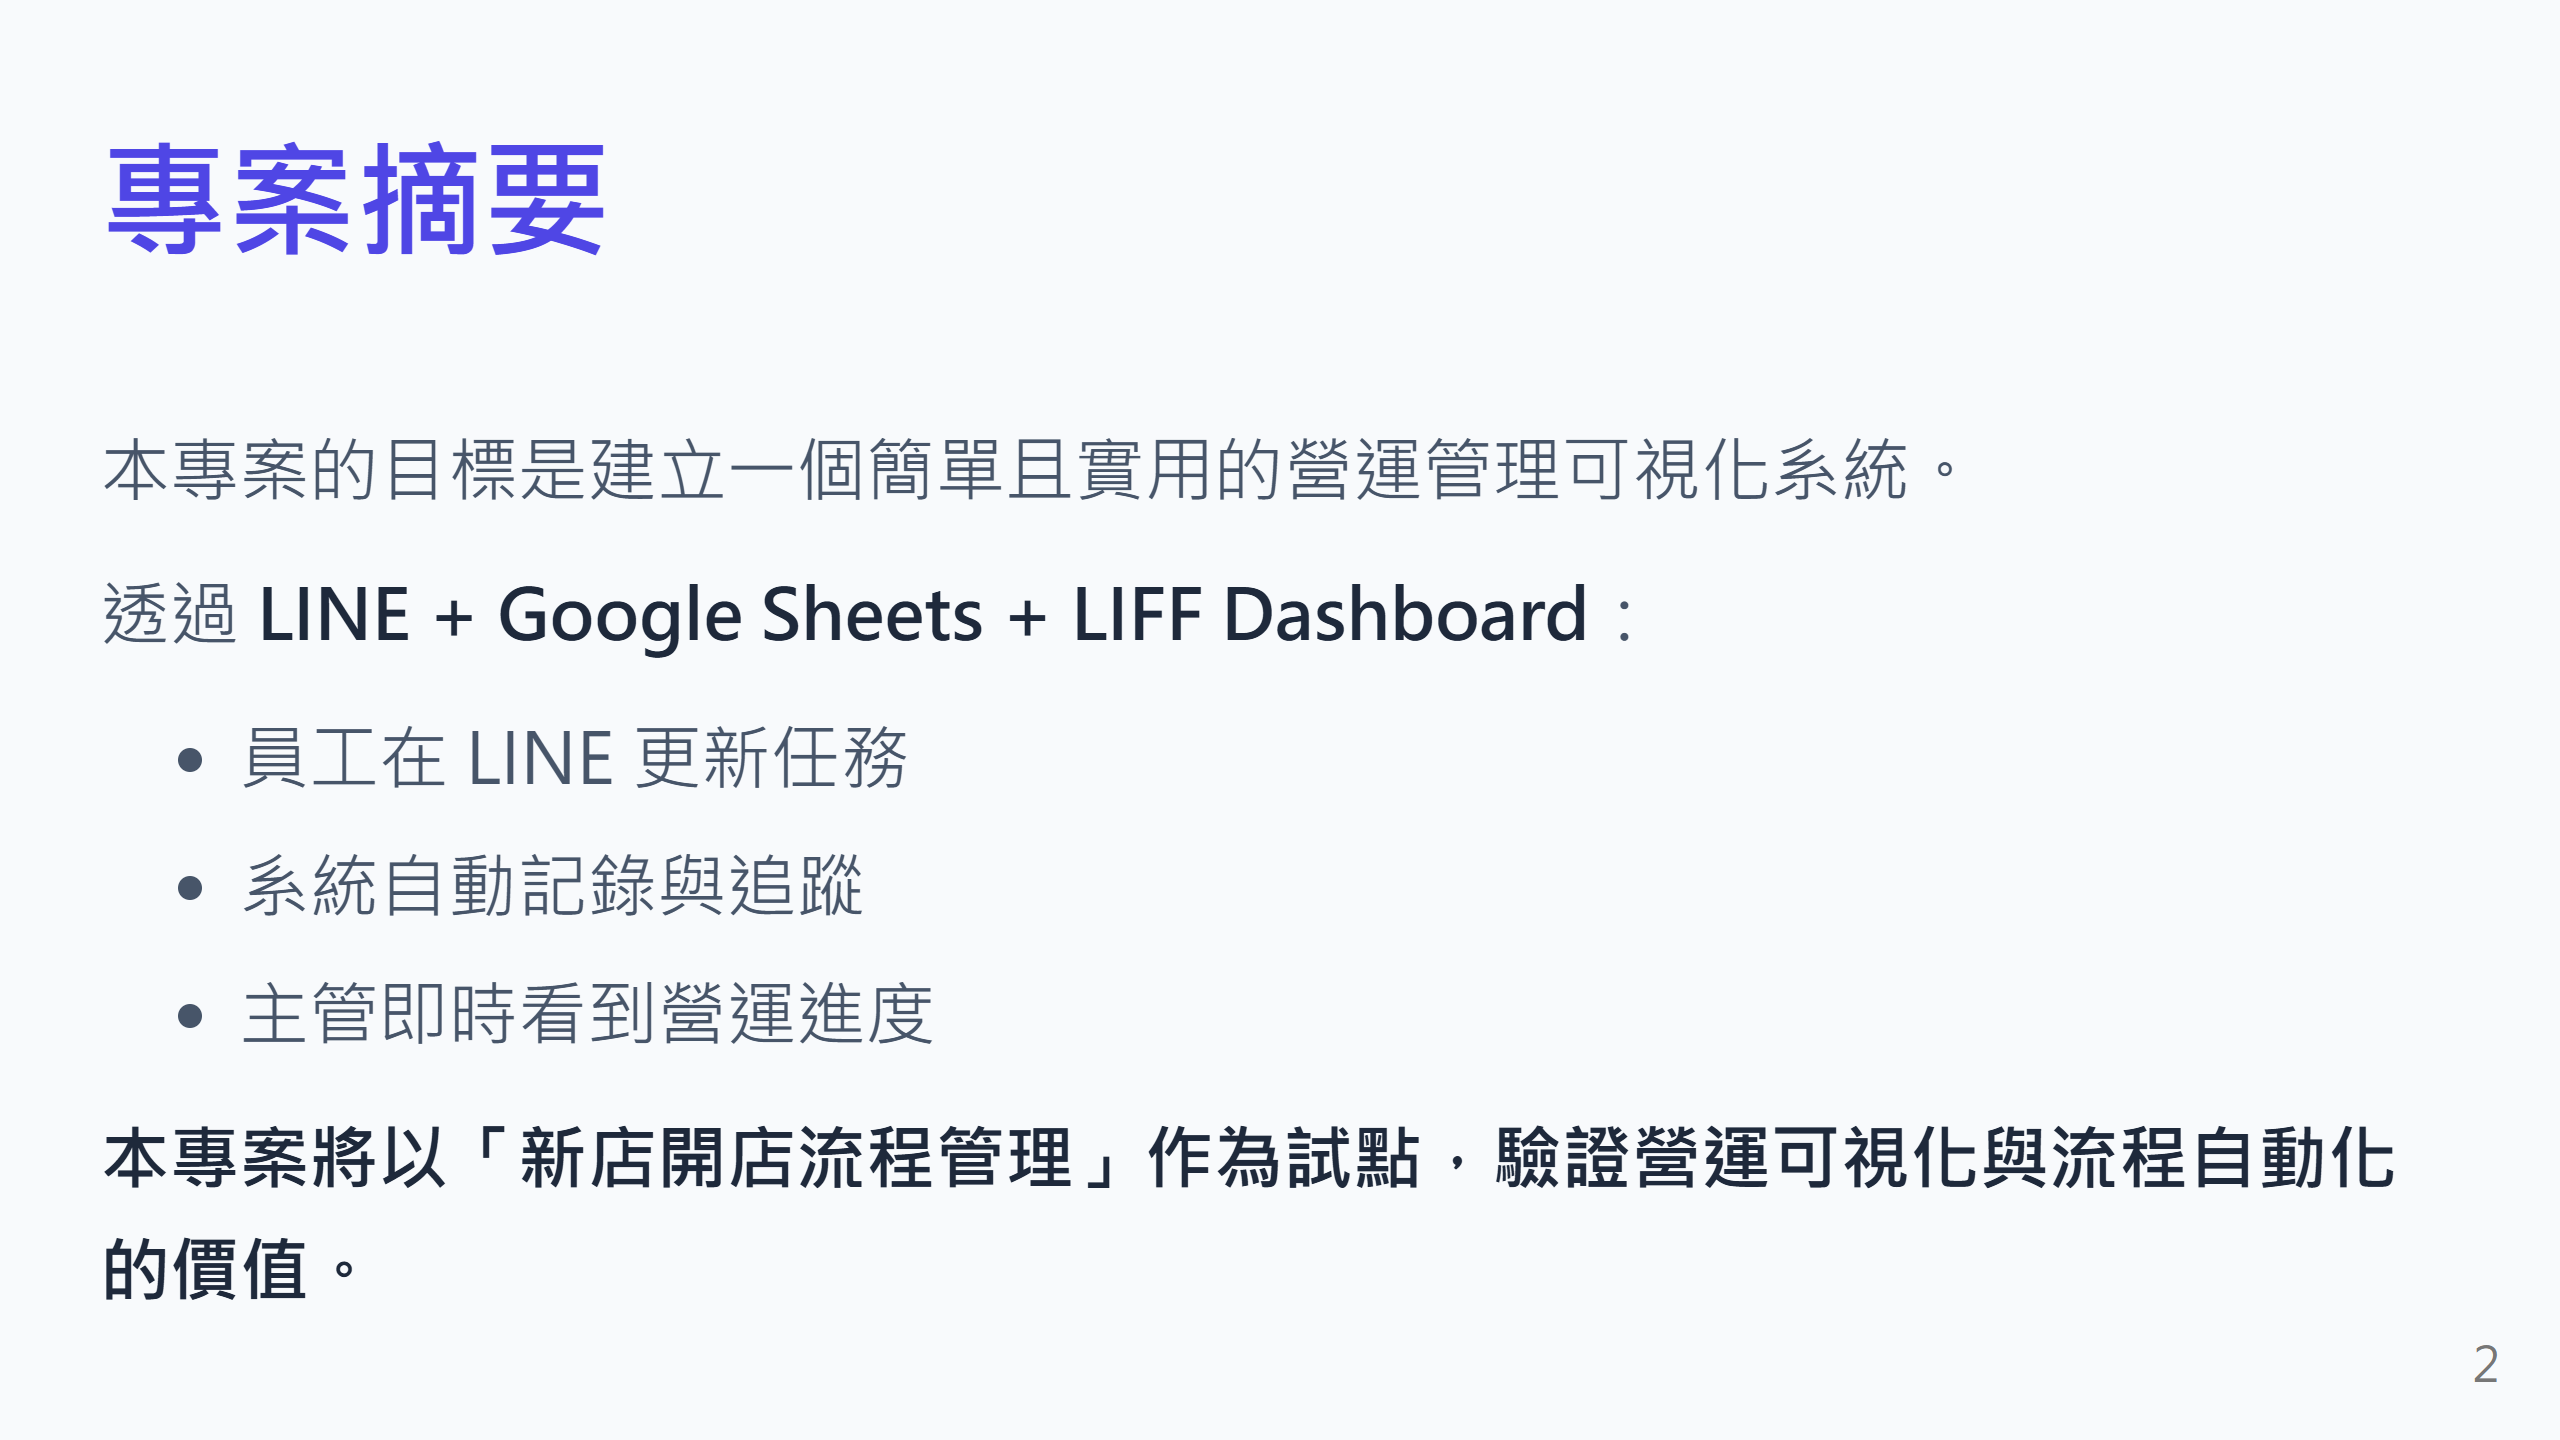 專案摘要
本專案的目標是建立一個簡單且實用的營運管理可視化系統。
透過 LINE + Google Sheets + LIFF Dashboard：
• 員工在 LINE 更新任務
• 系統自動記錄與追蹤
• 主管即時看到營運進度
本專案將以「新店開店流程管理」作為試點，驗證營運可視化與流程自動化
的價值。
2